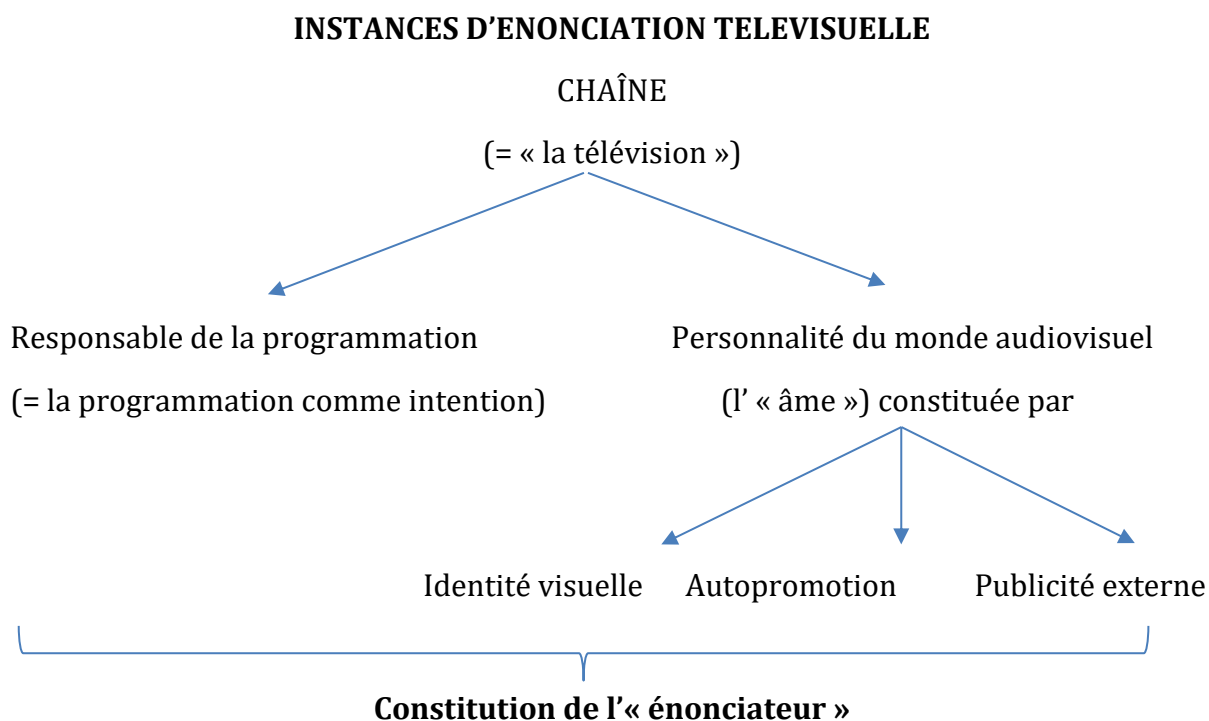 INSTANCES D’ENONCIATION TELEVISUELLE
CHAÎNE
(= « la télévision »)
Responsable de la programmation
(= la programmation comme intention)
Personnalité du monde audiovisuel
(l’ « âme ») constituée par
Identité visuelle
Autopromotion
Publicité externe
Constitution de l’« énonciateur »